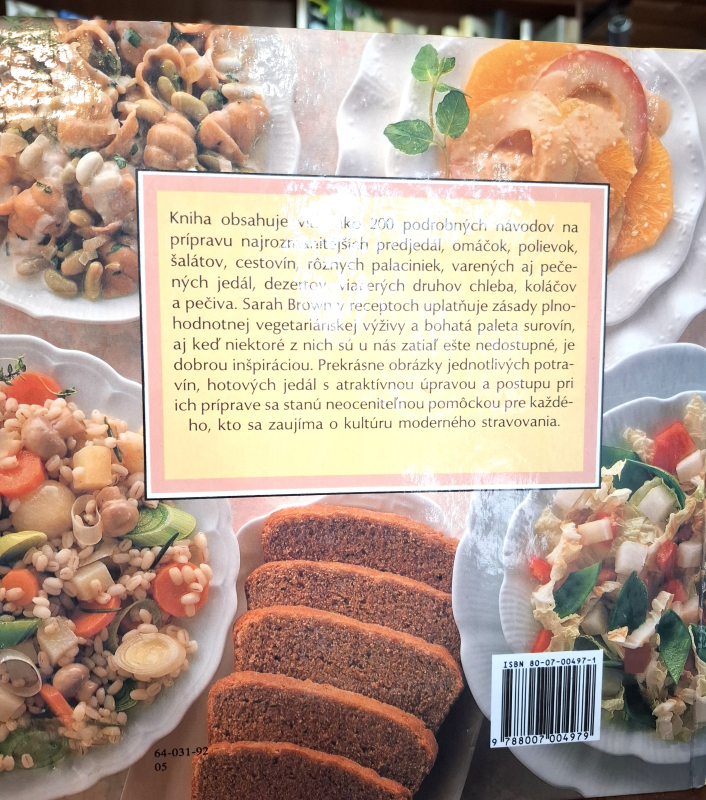 Kniha obsahuje viac ako 200 podrobných návodov na
prípravu najrozmanitejších predjedál, omáčok, polievok,
šalátov, cestovín, rôznych palaciniek, varených aj peče-
ných jedál, dezertov, viacerých druhov chleba, koláčov
a pečiva. Sarah Brown v receptoch uplatňuje zásady plno-
hodnotnej vegetariánskej výživy a bohatá paleta surovín,
aj keď niektoré z nich sú u nás zatiaľ ešte nedostupné, je
dobrou inšpiráciou. Prekrásne obrázky jednotlivých potra-
vín, hotových jedál s atraktívnou úpravou a postupu pri
ich príprave sa stanú neoceniteľnou pomôckou pre každé-
ho, kto sa zaujíma o kultúru moderného stravovania.
ISBN 80-07-00497-1
9 788007 004979
64-031-92
05